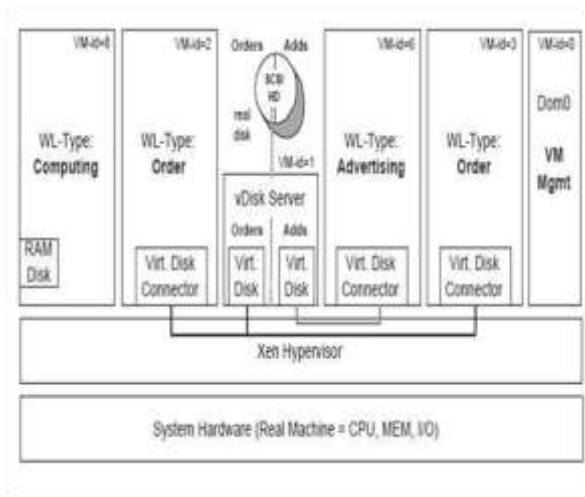 VM-id=8
WL-Type:
Computing
RAM
Disk
VM-id=2
WL-Type:
Order
Virt. Disk
Connector
Orders Adds
SCSI
HD
real
disk
VM-id=1
vDisk Server
Orders Adds
Virt.
Disk
Virt.
Disk
VM-id=6
WL-Type:
Advertising
Virt. Disk
Connector
VM-id=3
WL-Type:
Order
Virt. Disk
Connector
VM-id=0
Dom0
VM
Mgmt
Xen Hypervisor
System Hardware (Real Machine = CPU, MEM, I/O)